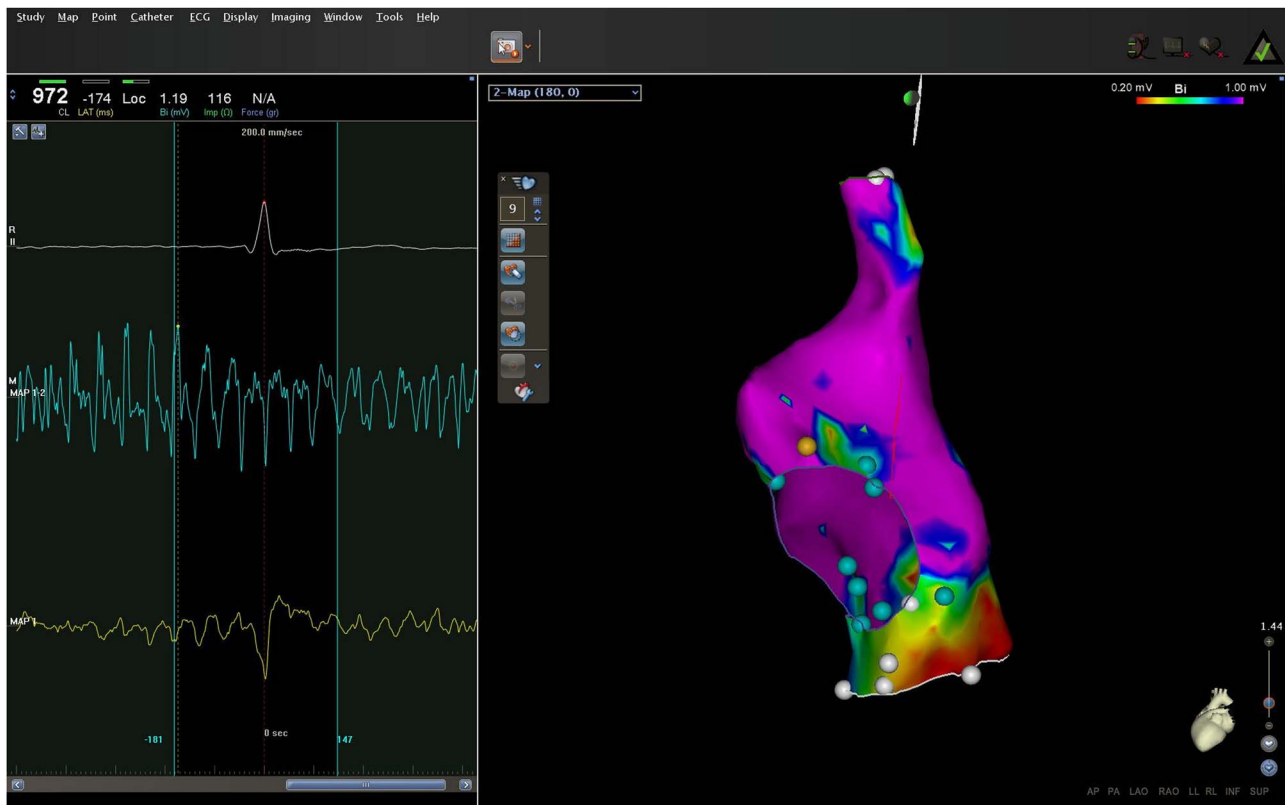 Study Map Point Catheter ECG Display Imaging Window Tools Help
972 -174 Loc 1.19 116 N/A
CL LAT (ms) Bi (mV) Imp (Ω) Force (gr)
200.0 mm/sec
R
II
M
MAP 1-2
MAP 1
0 sec
-181 147
2-Map (180, 0)
0.20 mV Bi 1.00 mV
9
1.44
AP PA LAO RAO LL RL INF SUP